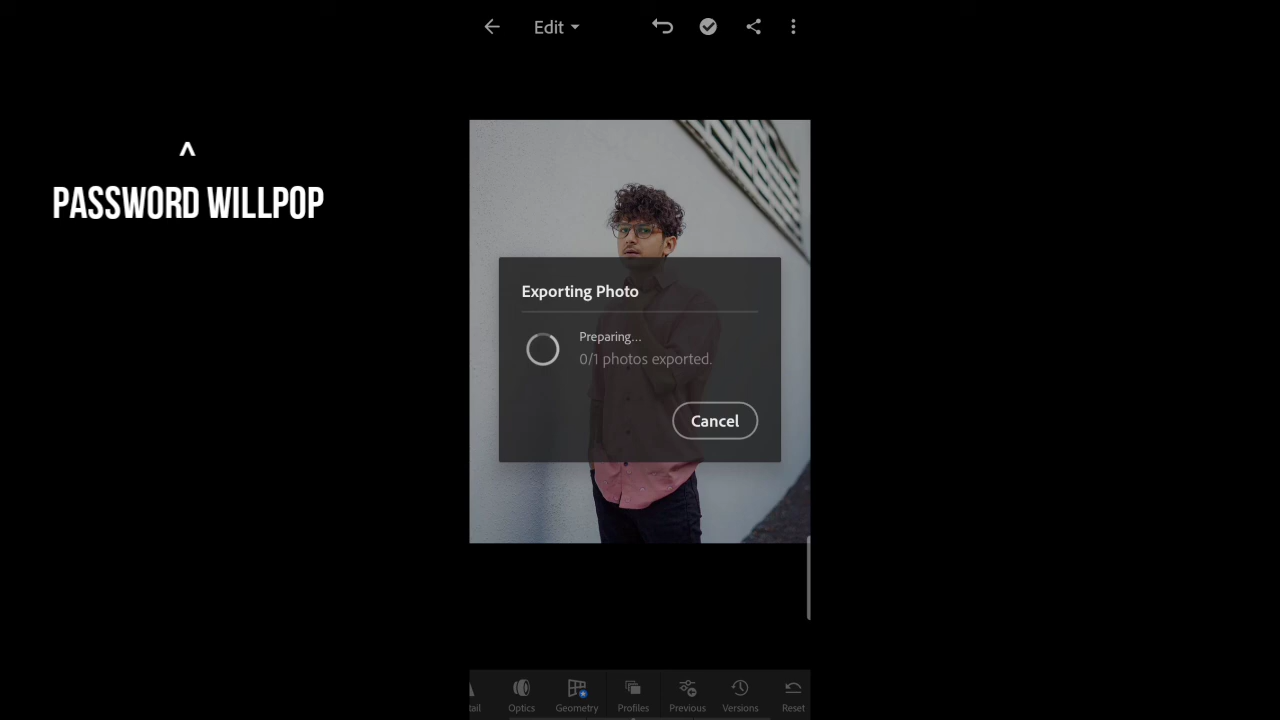 Edit
^
PASSWORD WILLPOP
Exporting Photo
Preparing...
0/1 photos exported.
Cancel
tail Optics Geometry Profiles Previous Versions Reset